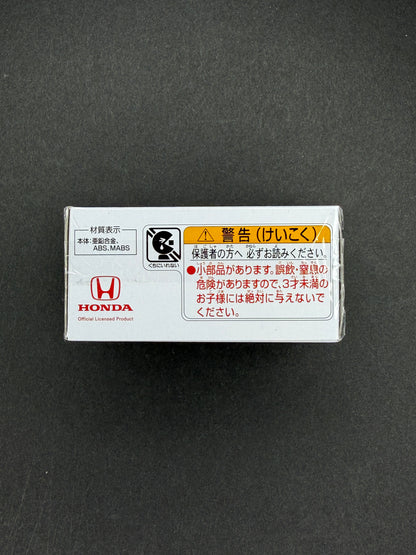 材質表示
本体：亜鉛合金、
ABS、MABS
くちにいれない
HONDA
Official Licensed Product
警告（けいこく）
保護者の方へ 必ずお読みください。
●小部品があります。誤飲・窒息の
危険がありますので、3才未満の
お子様には絶対に与えないで
ください。